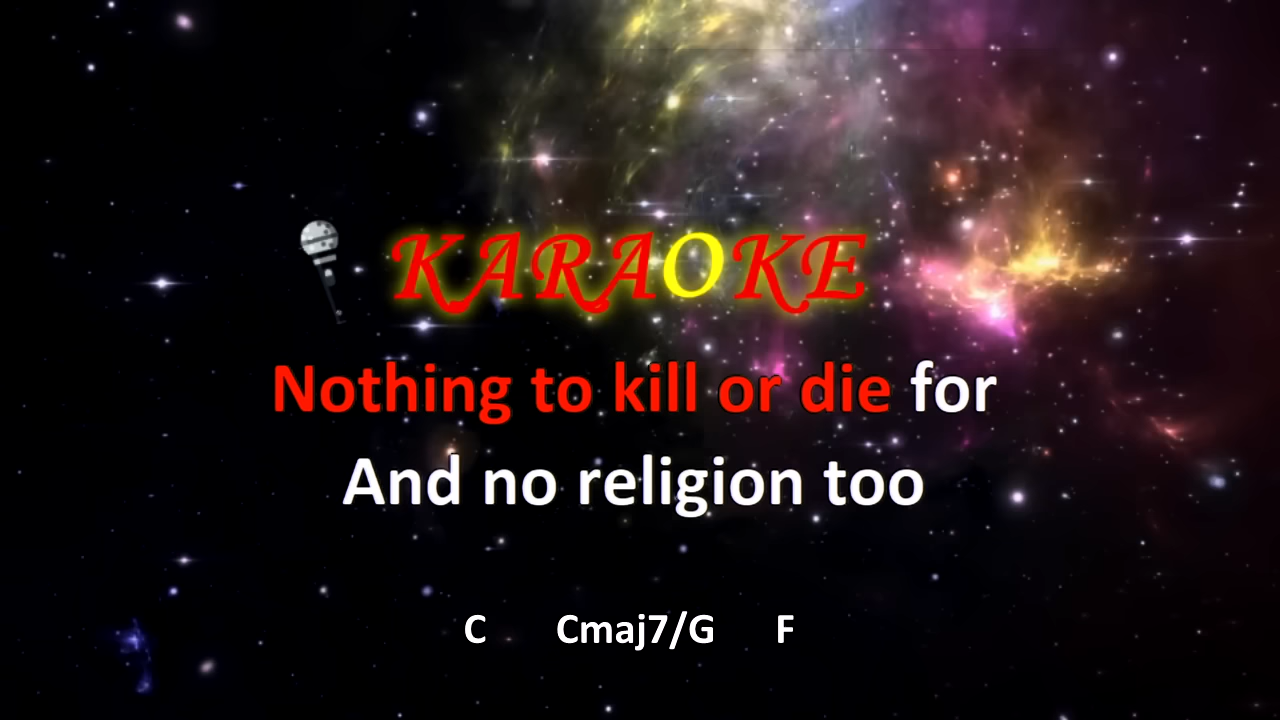 KARAOKE
Nothing to kill or die for
And no religion too
C Cmaj7/G F